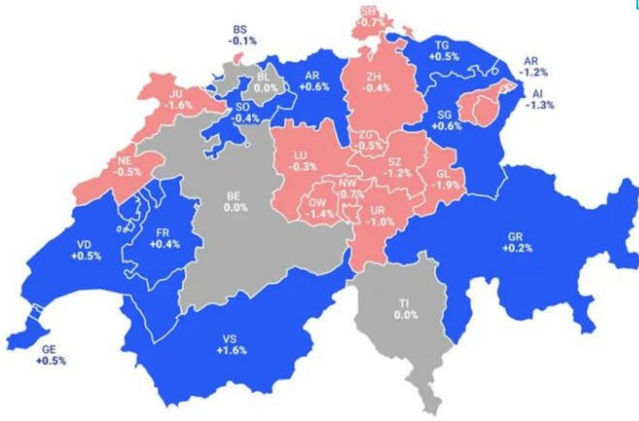 SH
-0.7%
BS
-0.1%
TG
+0.5%
AR
-1.2%
AI
-1.3%
BL
0.0%
AR
+0.6%
ZH
-0.4%
JU
-1.6%
SO
-0.4%
SG
+0.6%
ZG
-0.5%
LU
-0.3%
SZ
-1.2%
NE
-0.5%
GL
-1.9%
NW
0.7%
OW
-1.4%
UR
-1.0%
BE
0.0%
FR
+0.4%
VD
+0.5%
GR
+0.2%
TI
0.0%
VS
+1.6%
GE
+0.5%